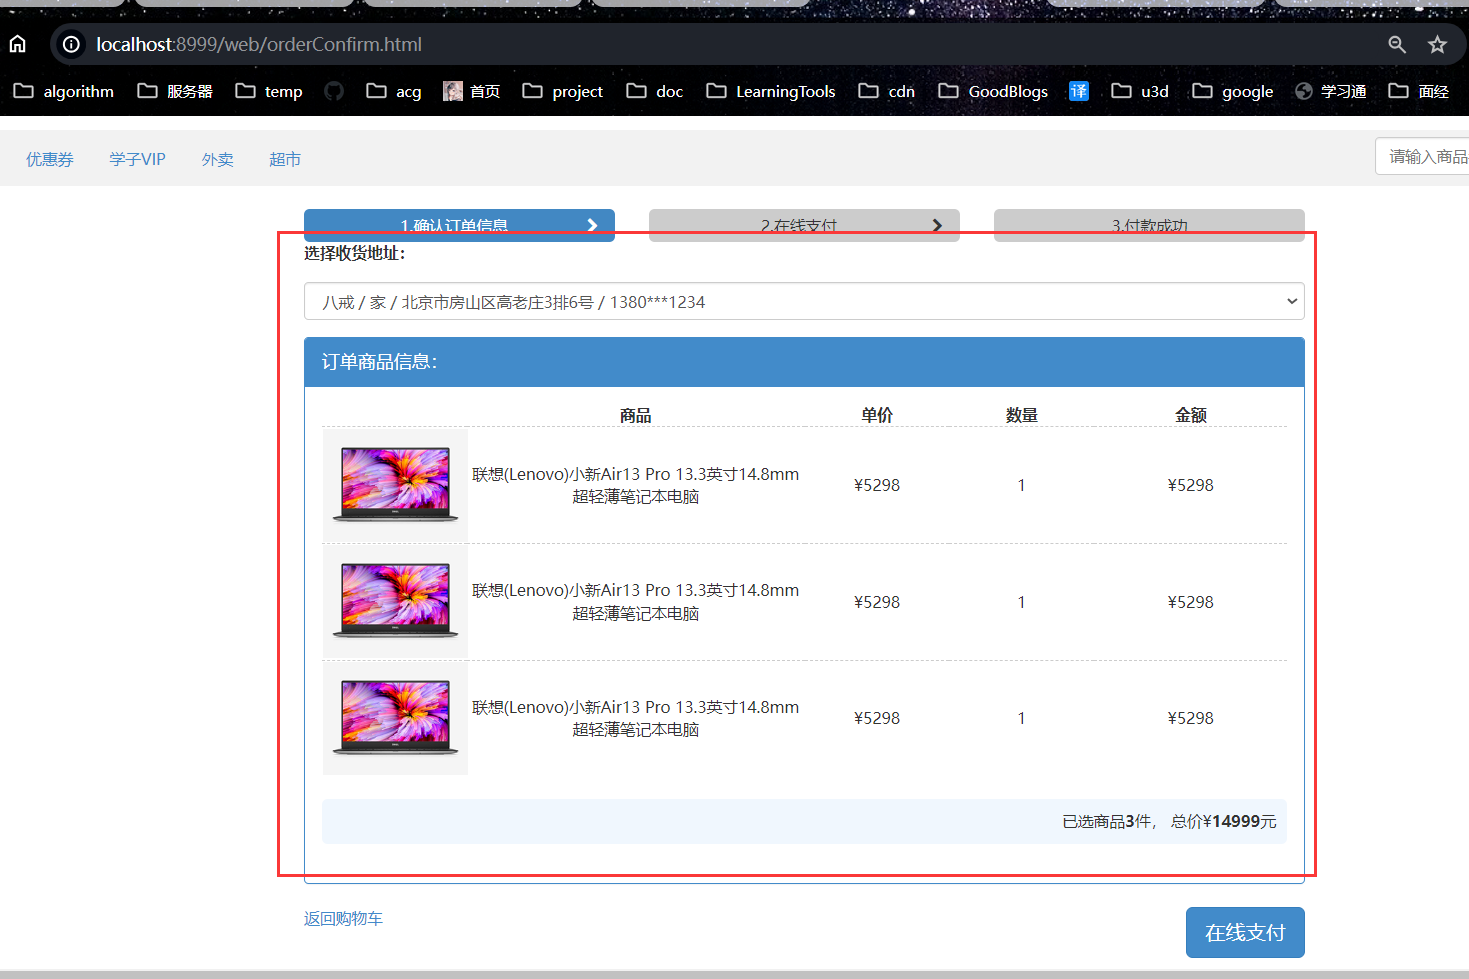 localhost:8999/web/orderConfirm.html
algorithm 服务器 temp acg 首页 project doc LearningTools cdn GoodBlogs 译 u3d google 学习通 面经
优惠券 学子VIP 外卖 超市 请输入商品
1.确认订单信息 2.在线支付 3.付款成功
选择收货地址：
八戒 / 家 / 北京市房山区高老庄3排6号 / 1380***1234
订单商品信息：
商品 单价 数量 金额
联想(Lenovo)小新Air13 Pro 13.3英寸14.8mm
超轻薄笔记本电脑
¥5298 1 ¥5298
联想(Lenovo)小新Air13 Pro 13.3英寸14.8mm
超轻薄笔记本电脑
¥5298 1 ¥5298
联想(Lenovo)小新Air13 Pro 13.3英寸14.8mm
超轻薄笔记本电脑
¥5298 1 ¥5298
已选商品3件， 总价¥14999元
返回购物车 在线支付